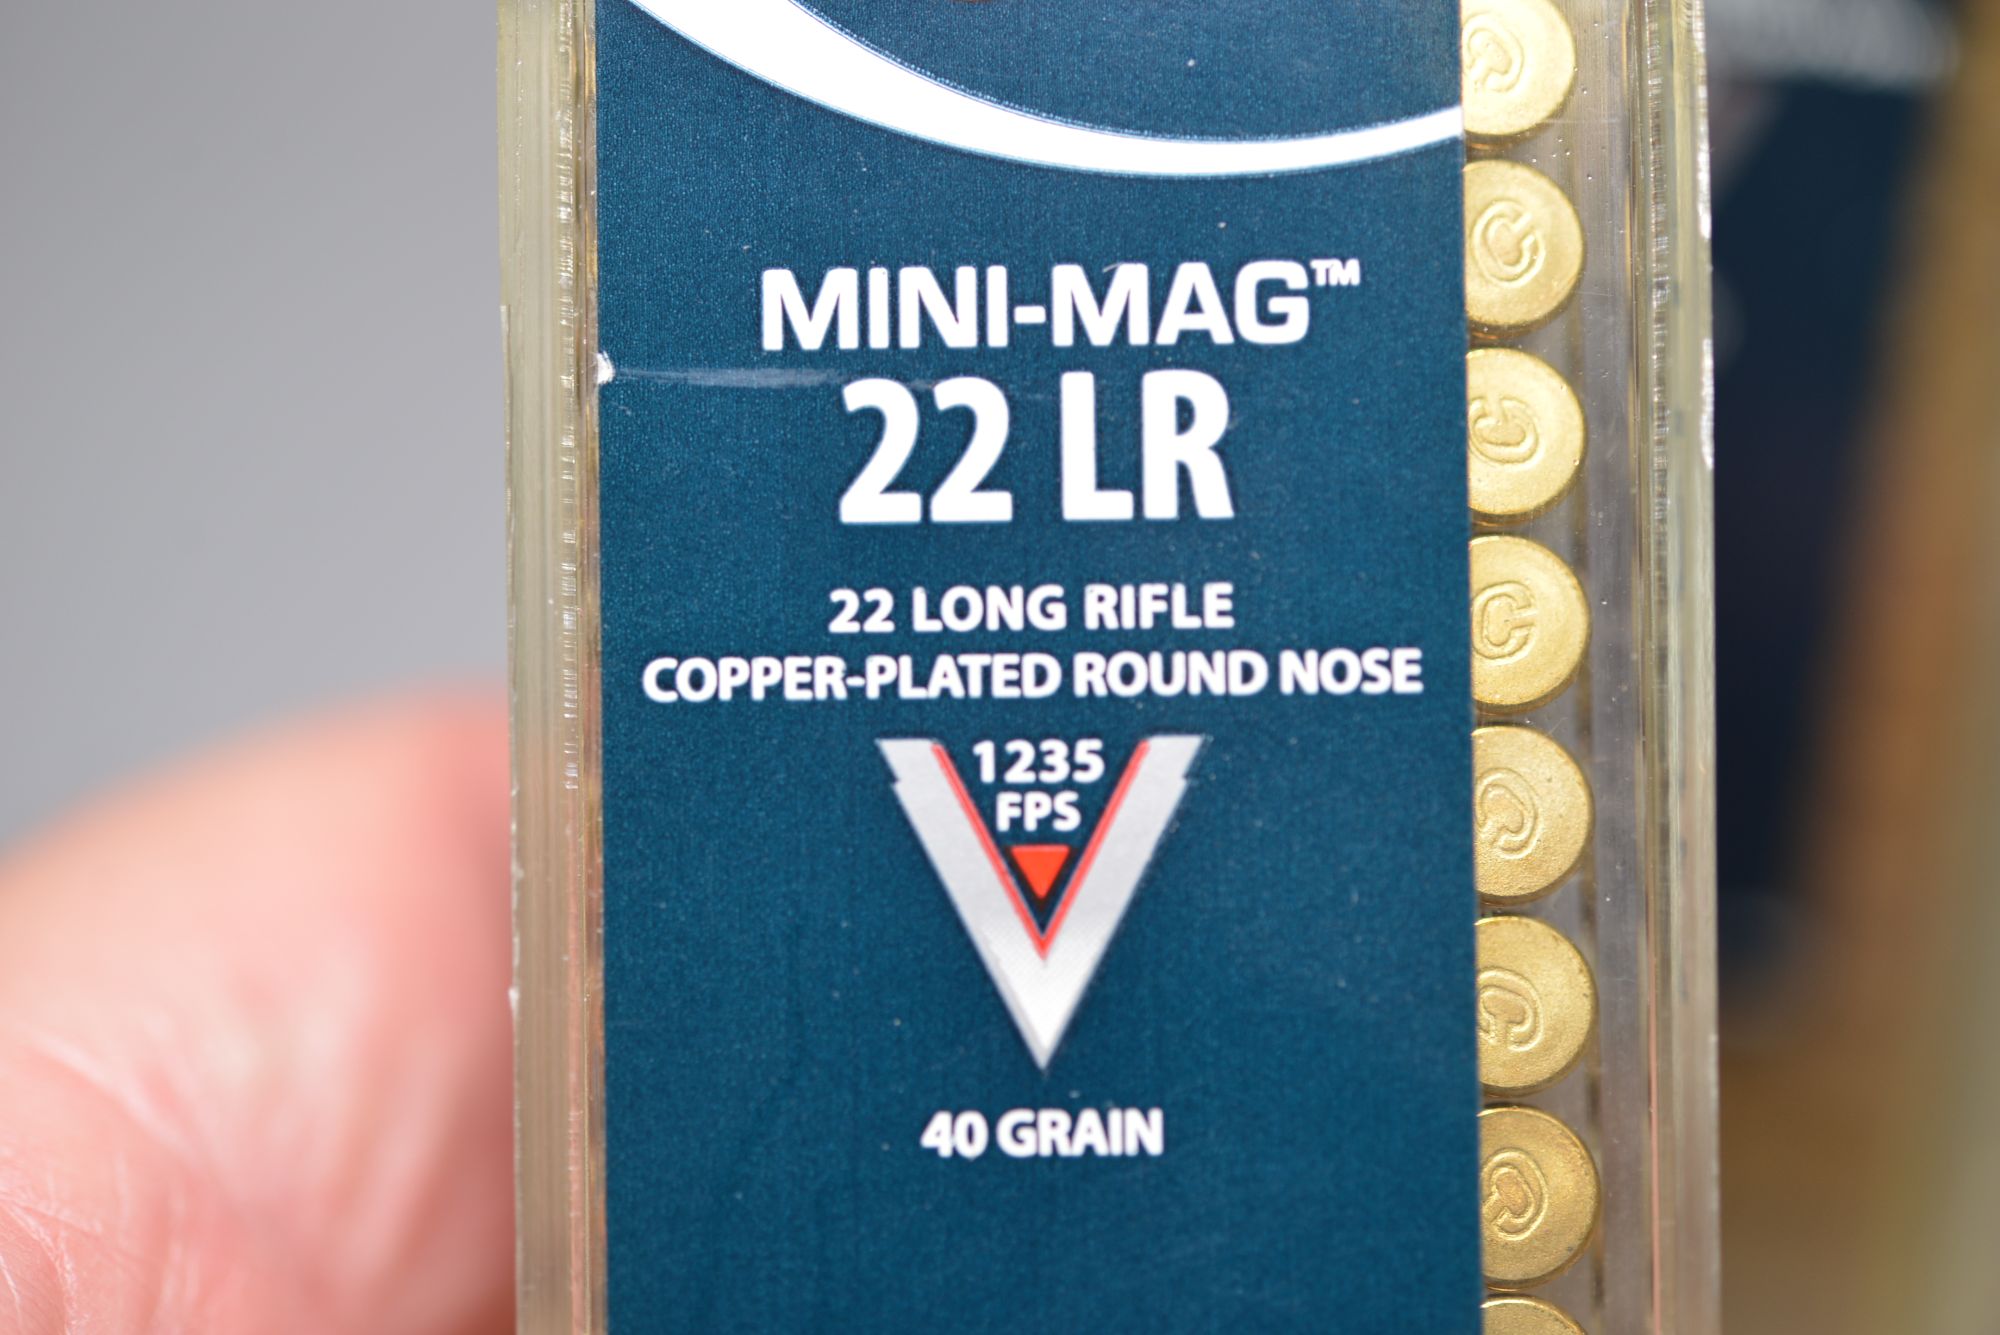 MINI-MAG™
22 LR
22 LONG RIFLE
COPPER-PLATED ROUND NOSE
1235
FPS
40 GRAIN
C
C
C
C
C
C
C